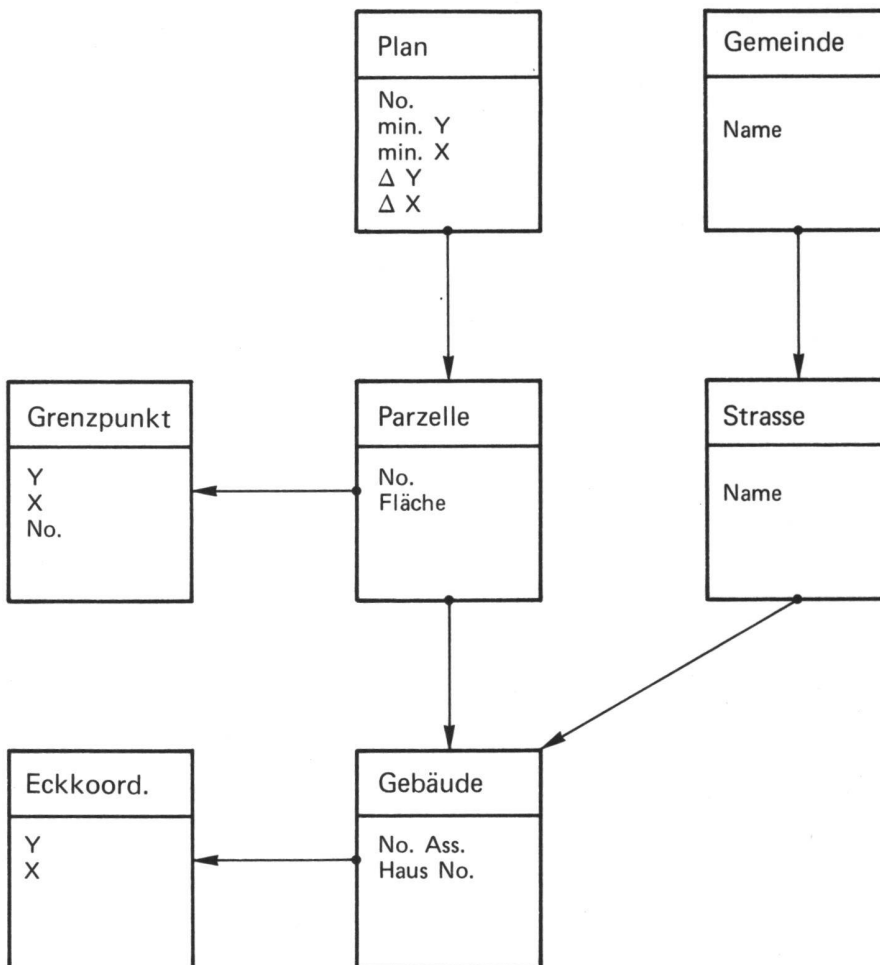 Plan
No.
min. Y
min. X
Δ Y
Δ X
Gemeinde
Name
Grenzpunkt
Y
X
No.
Parzelle
No.
Fläche
Strasse
Name
Eckkoord.
Y
X
Gebäude
No. Ass.
Haus No.